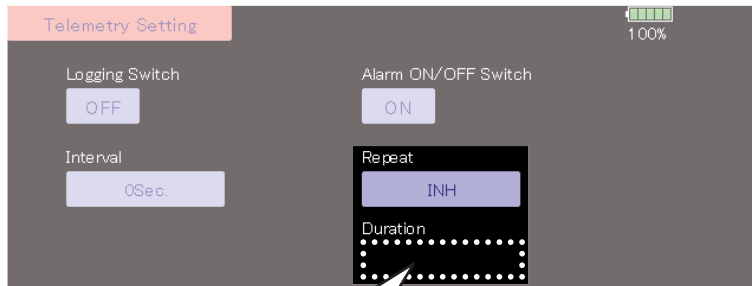 Telemetry Setting
100%
Logging Switch
Alarm ON/OFF Switch
OFF
ON
Interval
Repeat
0Sec.
INH
Duration